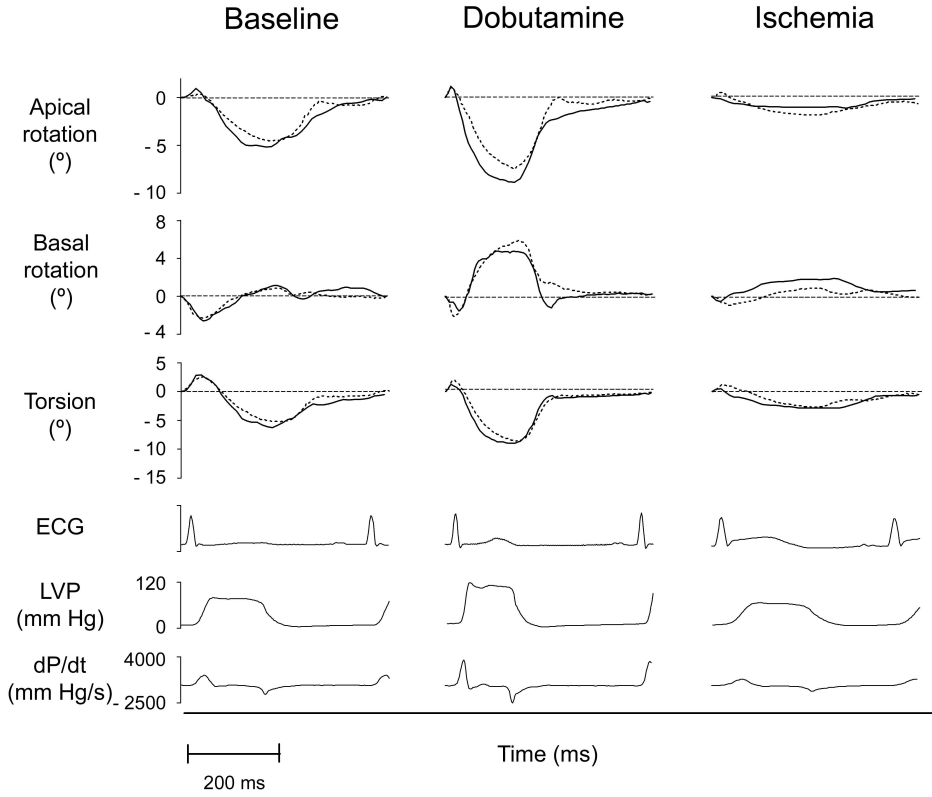 Baseline Dobutamine Ischemia
Apical
rotation
(º)
0
- 5
- 10
Basal
rotation
(º)
8
4
0
- 4
Torsion
(º)
5
0
- 5
- 10
- 15
ECG
LVP
(mm Hg)
120
0
dP/dt
(mm Hg/s)
4000
- 2500
Time (ms)
200 ms